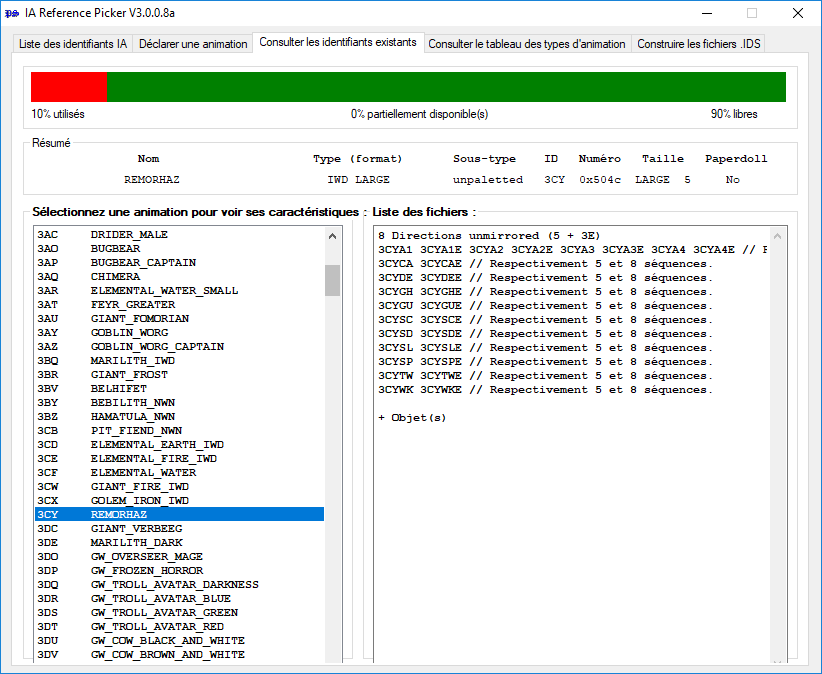 IA Reference Picker V3.0.0.8a
Liste des identifiants IA Déclarer une animation Consulter les identifiants existants Consulter le tableau des types d'animation Construire les fichiers .IDS
10% utilisés 0% partiellement disponible(s) 90% libres
Résumé
Nom Type (format) Sous-type ID Numéro Taille Paperdoll
REMORHAZ IWD LARGE unpaletted 3CY 0x504c LARGE 5 No
Sélectionnez une animation pour voir ses caractéristiques :
3AC DRIDER_MALE
3AO BUGBEAR
3AP BUGBEAR_CAPTAIN
3AQ CHIMERA
3AR ELEMENTAL_WATER_SMALL
3AT FEYR_GREATER
3AU GIANT_FOMORIAN
3AY GOBLIN_WORG
3AZ GOBLIN_WORG_CAPTAIN
3BQ MARILITH_IWD
3BR GIANT_FROST
3BV BELHIFET
3BY BEBILITH_NWN
3BZ HAMATULA_NWN
3CB PIT_FIEND_NWN
3CD ELEMENTAL_EARTH_IWD
3CE ELEMENTAL_FIRE_IWD
3CF ELEMENTAL_WATER
3CW GIANT_FIRE_IWD
3CX GOLEM_IRON_IWD
3CY REMORHAZ
3DC GIANT_VERBEEG
3DE MARILITH_DARK
3DO GW_OVERSEER_MAGE
3DP GW_FROZEN_HORROR
3DQ GW_TROLL_AVATAR_DARKNESS
3DR GW_TROLL_AVATAR_BLUE
3DS GW_TROLL_AVATAR_GREEN
3DT GW_TROLL_AVATAR_RED
3DU GW_COW_BLACK_AND_WHITE
3DV GW_COW_BROWN_AND_WHITE
Liste des fichiers :
8 Directions unmirrored (5 + 3E)
3CYA1 3CYA1E 3CYA2 3CYA2E 3CYA3 3CYA3E 3CYA4 3CYA4E //
3CYCA 3CYCAE // Respectivement 5 et 8 séquences.
3CYDE 3CYDEE // Respectivement 5 et 8 séquences.
3CYGH 3CYGHE // Respectivement 5 et 8 séquences.
3CYGU 3CYGUE // Respectivement 5 et 8 séquences.
3CYSC 3CYSCE // Respectivement 5 et 8 séquences.
3CYSD 3CYSDE // Respectivement 5 et 8 séquences.
3CYSL 3CYSLE // Respectivement 5 et 8 séquences.
3CYSP 3CYSPE // Respectivement 5 et 8 séquences.
3CYTW 3CYTWE // Respectivement 5 et 8 séquences.
3CYWK 3CYWKE // Respectivement 5 et 8 séquences.
+ Objet(s)